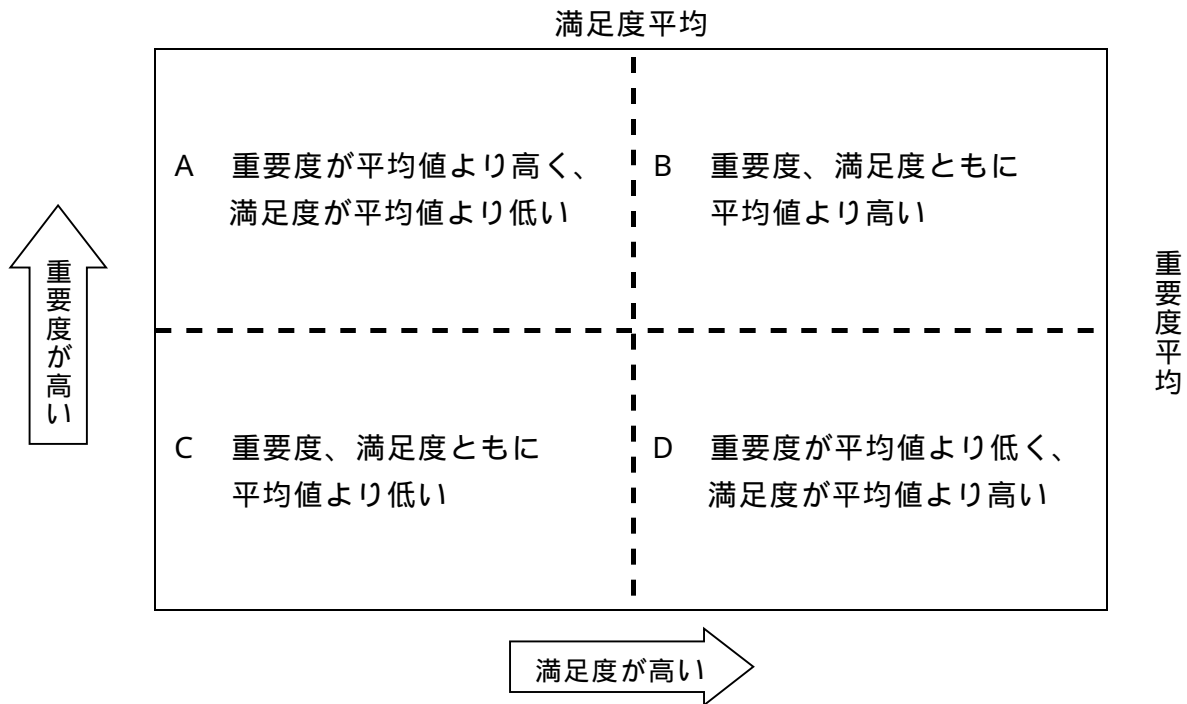 満足度平均
A 重要度が平均値より高く、
満足度が平均値より低い
B 重要度、満足度ともに
平均値より高い
重要度が高い
重要度平均
C 重要度、満足度ともに
平均値より低い
D 重要度が平均値より低く、
満足度が平均値より高い
満足度が高い